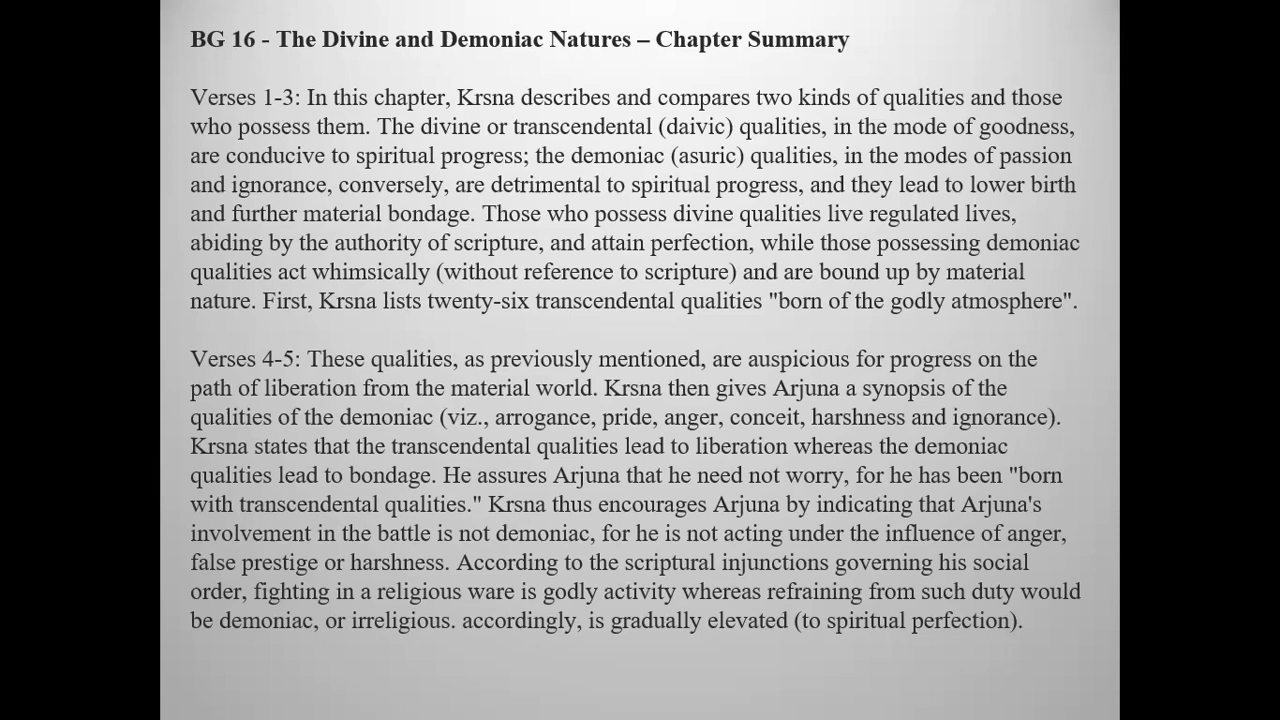 BG 16 - The Divine and Demoniac Natures – Chapter Summary
Verses 1-3: In this chapter, Krsna describes and compares two kinds of qualities and those
who possess them. The divine or transcendental (daivic) qualities, in the mode of goodness,
are conducive to spiritual progress; the demoniac (asuric) qualities, in the modes of passion
and ignorance, conversely, are detrimental to spiritual progress, and they lead to lower birth
and further material bondage. Those who possess divine qualities live regulated lives,
abiding by the authority of scripture, and attain perfection, while those possessing demoniac
qualities act whimsically (without reference to scripture) and are bound up by material
nature. First, Krsna lists twenty-six transcendental qualities "born of the godly atmosphere".
Verses 4-5: These qualities, as previously mentioned, are auspicious for progress on the
path of liberation from the material world. Krsna then gives Arjuna a synopsis of the
qualities of the demoniac (viz., arrogance, pride, anger, conceit, harshness and ignorance).
Krsna states that the transcendental qualities lead to liberation whereas the demoniac
qualities lead to bondage. He assures Arjuna that he need not worry, for he has been "born
with transcendental qualities." Krsna thus encourages Arjuna by indicating that Arjuna's
involvement in the battle is not demoniac, for he is not acting under the influence of anger,
false prestige or harshness. According to the scriptural injunctions governing his social
order, fighting in a religious ware is godly activity whereas refraining from such duty would
be demoniac, or irreligious. accordingly, is gradually elevated (to spiritual perfection).